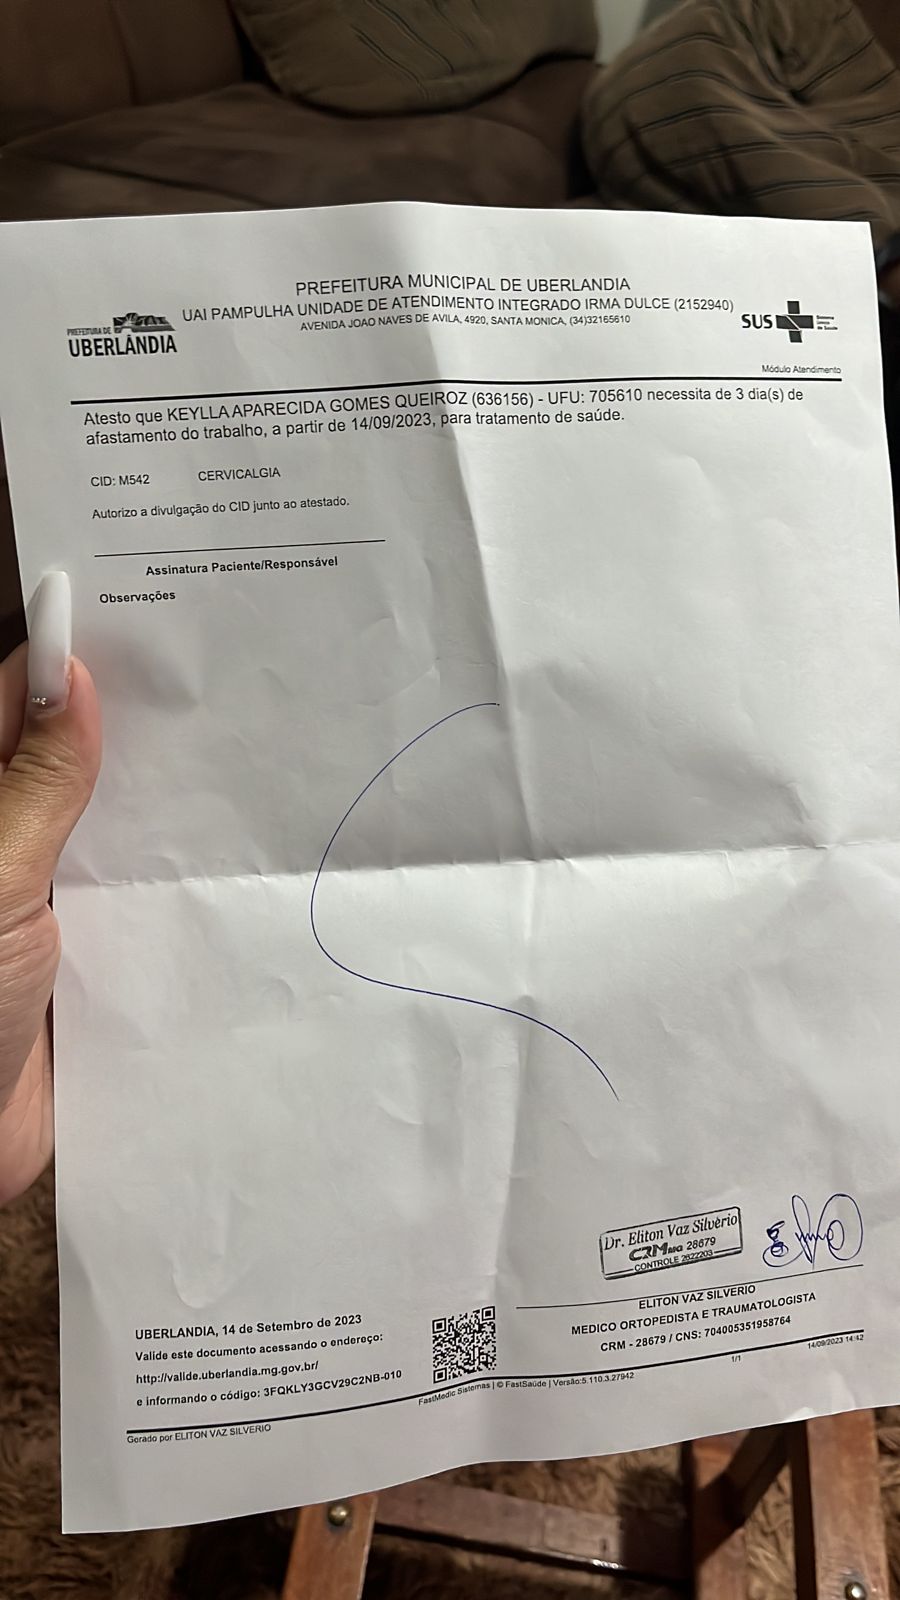 PREFEITURA MUNICIPAL DE UBERLANDIA
UAI PAMPULHA UNIDADE DE ATENDIMENTO INTEGRADO IRMA DULCE (2152940)
AVENIDA JOAO NAVES DE AVILA, 4920, SANTA MONICA, (34)32165610
PREFEITURA DE
UBERLÂNDIA
SUS
Sistema
Único
de Saúde
Módulo Atendimento
Atesto que KEYLLA APARECIDA GOMES QUEIROZ (636156) - UFU: 705610 necessita de 3 dia(s) de
afastamento do trabalho, a partir de 14/09/2023, para tratamento de saúde.
CID: M542 CERVICALGIA
Autorizo a divulgação do CID junto ao atestado.
Assinatura Paciente/Responsável
Observações
Dr. Eliton Vaz Silvério
CRMMG 28679
CONTROLE 2622203
ELITON VAZ SILVERIO
MEDICO ORTOPEDISTA E TRAUMATOLOGISTA
CRM - 28679 / CNS: 704005351958764
UBERLANDIA, 14 de Setembro de 2023
Valide este documento acessando o endereço:
http://valide.uberlandia.mg.gov.br/
e informando o código: 3FQKLY3GCV29C2NB-010
FastMedic Sistemas | © FastSaúde | Versão:5.110.3.27942
1/1
14/09/2023 14:42
Gerado por ELITON VAZ SILVERIO